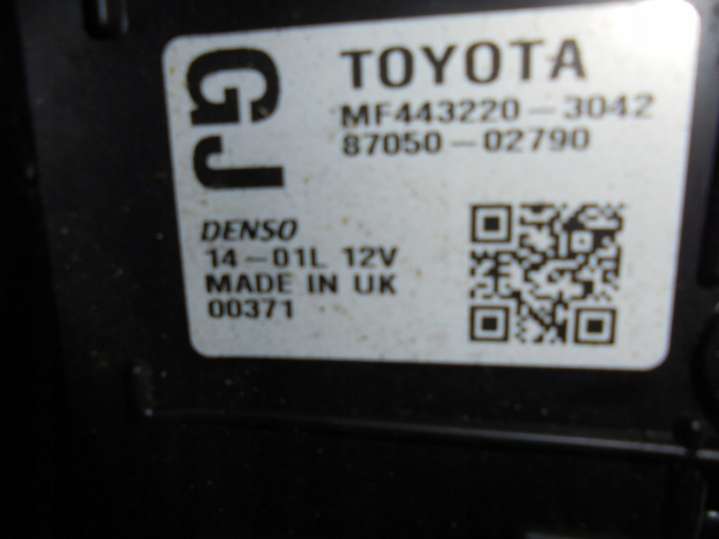 GJ
TOYOTA
MF443220-3042
87050-02790
DENSO
14-01L 12V
MADE IN UK
00371